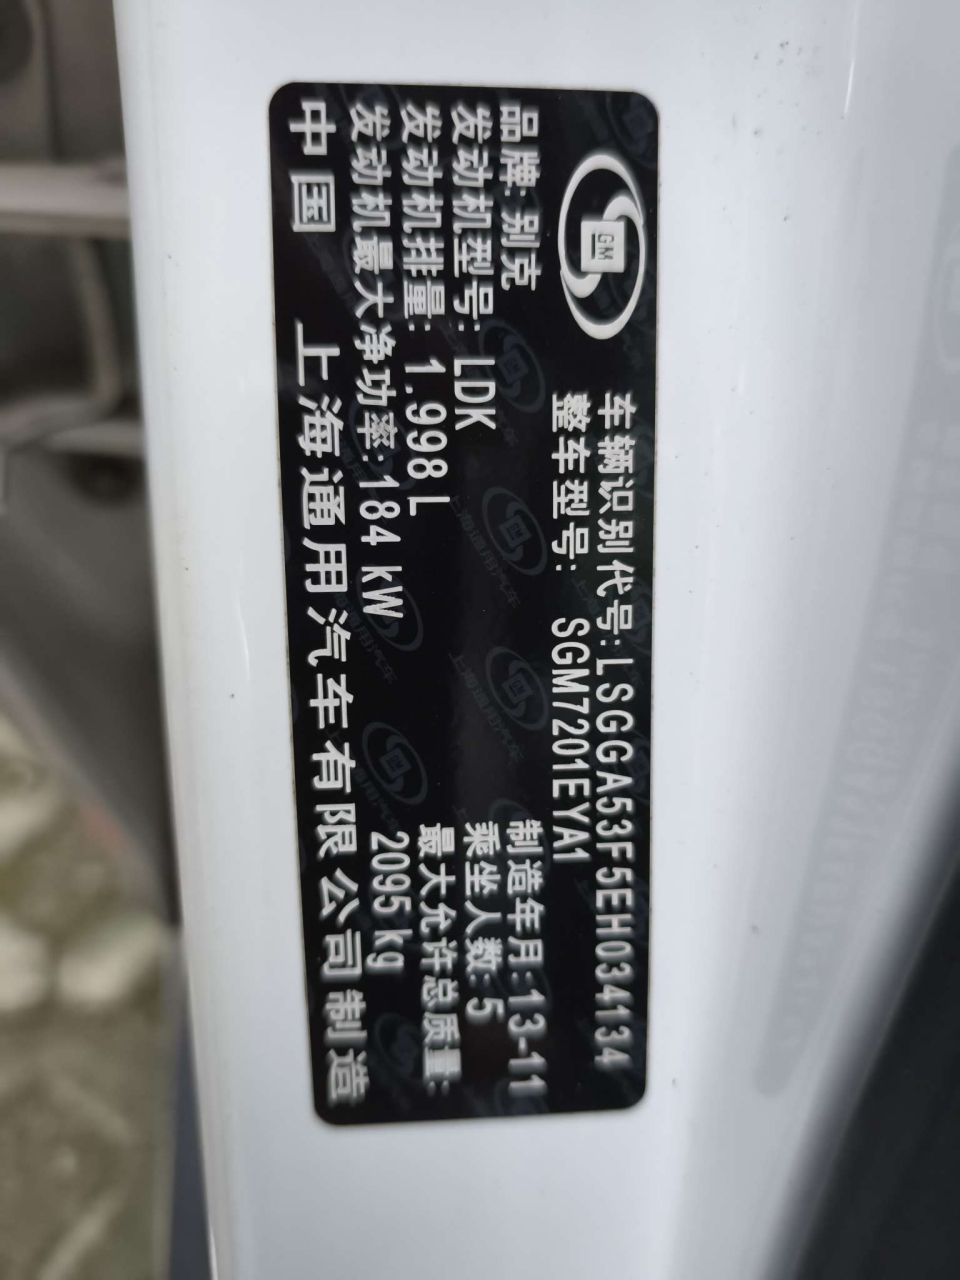 GM
车辆识别代号:LSGGA53F5EH034134
整车型号: SGM7201EYA1
品牌:别克
制造年月:13-11
发动机型号: LDK
乘坐人数: 5
发动机排量: 1.998 L
最大允许总质量:
发动机最大净功率:184 kW
2095 kg
中国 上海通用汽车有限公司制造